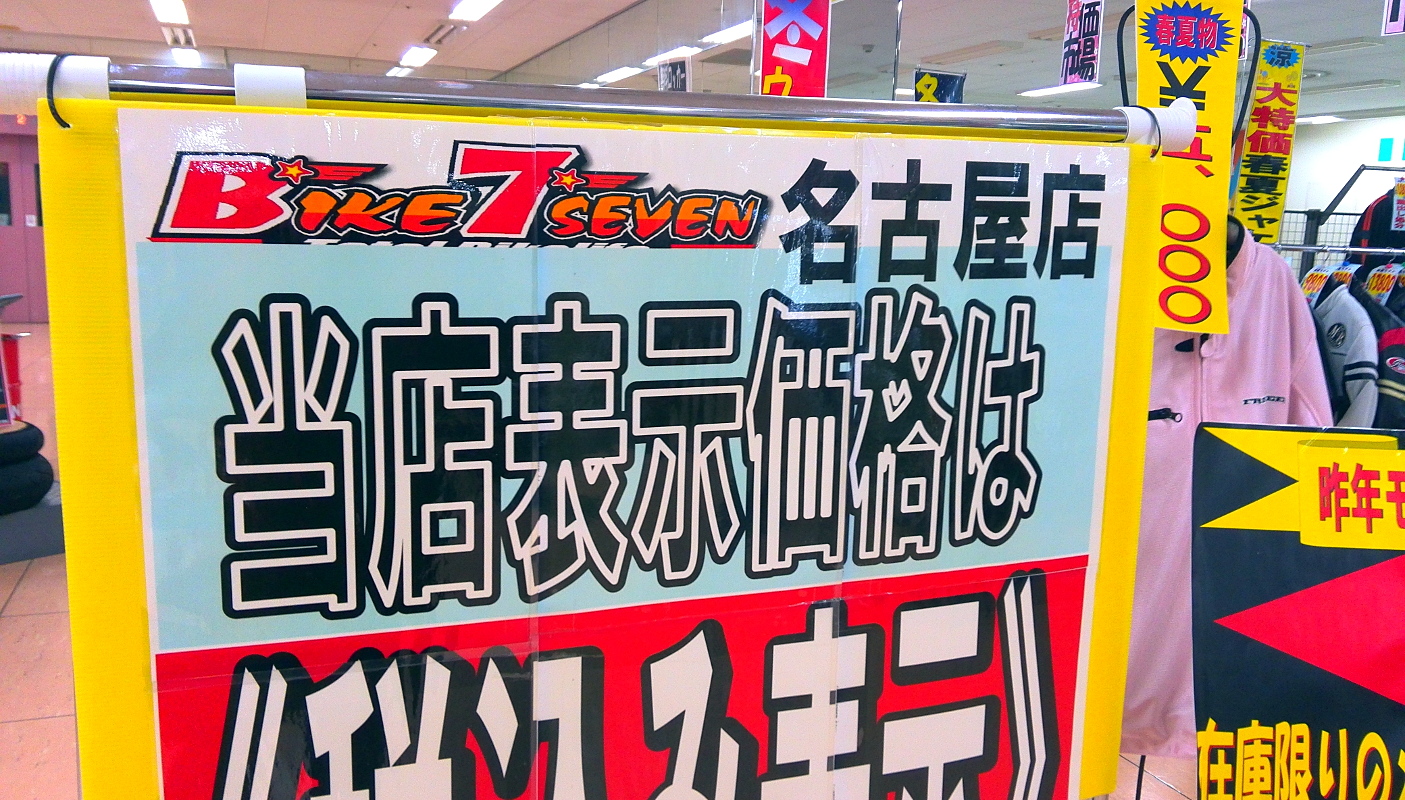 BIKE 7 SEVEN 名古屋店
当店表示価格は
《税込み表示》
春夏物
000
涼
大特価春夏ジャケ
昨年モ
在庫限りの